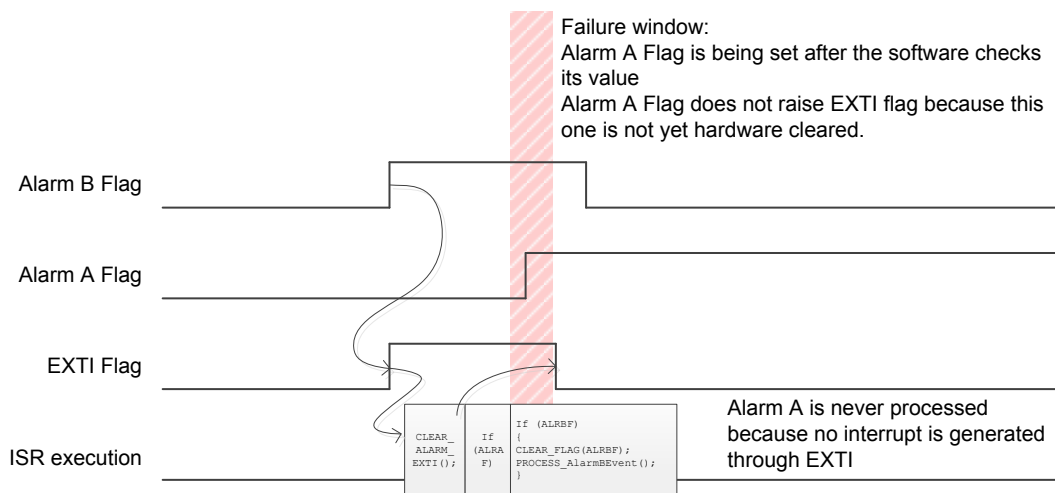 Failure window:
Alarm A Flag is being set after the software checks
its value
Alarm A Flag does not raise EXTI flag because this
one is not yet hardware cleared.
Alarm B Flag
Alarm A Flag
EXTI Flag
ISR execution
CLEAR_
ALARM_
EXTI();
If
(ALRA
F)
If (ALRBF)
{
CLEAR_FLAG(ALRBF);
PROCESS_AlarmBEvent();
}
Alarm A is never processed
because no interrupt is generated
through EXTI